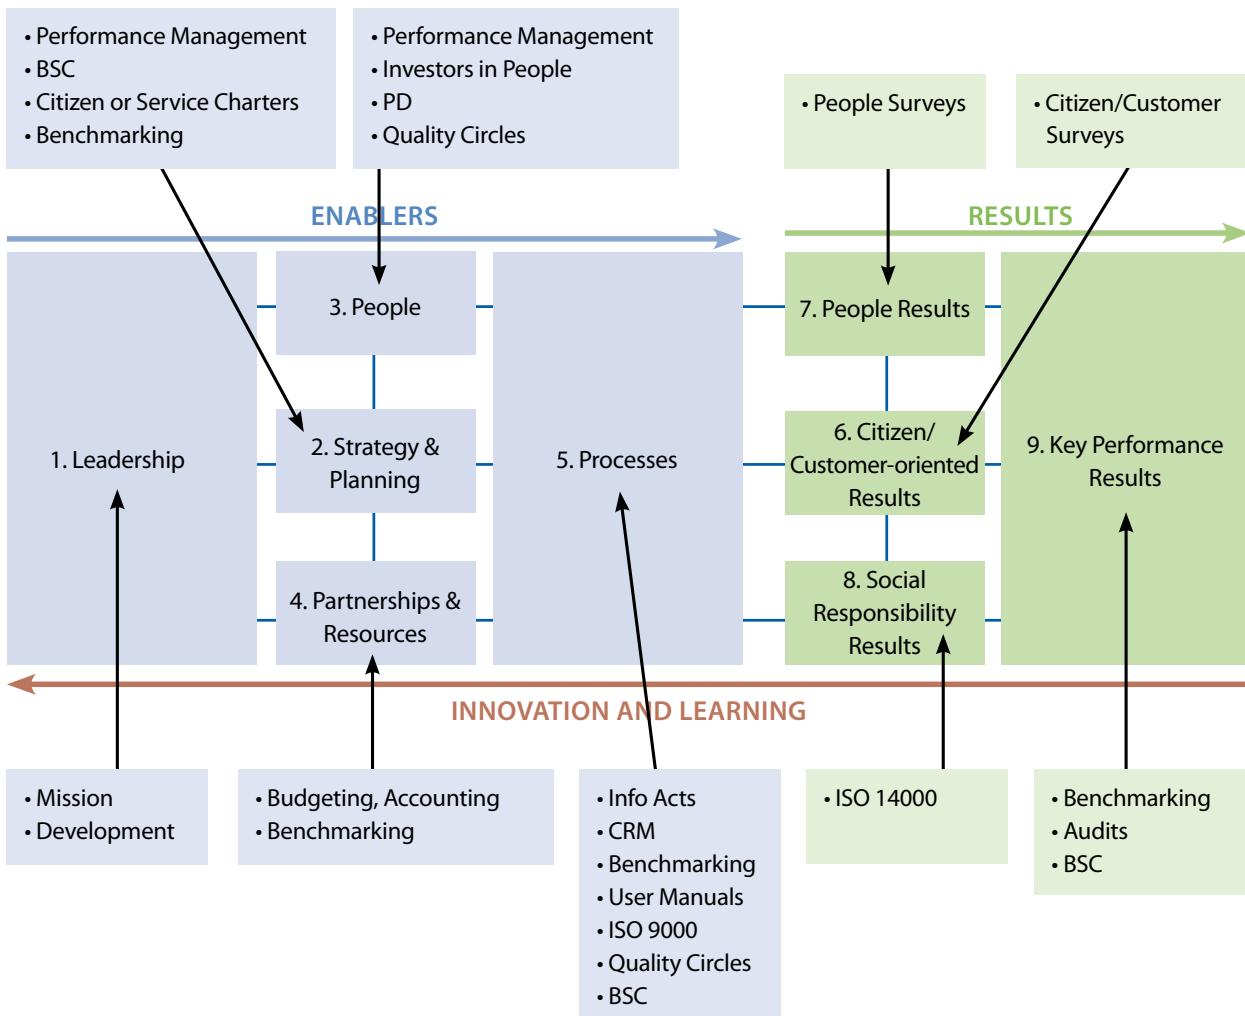 • Performance Management
• BSC
• Citizen or Service Charters
• Benchmarking
• Performance Management
• Investors in People
• PD
• Quality Circles
• People Surveys
• Citizen/Customer
Surveys
ENABLERS
RESULTS
1. Leadership
3. People
2. Strategy &
Planning
4. Partnerships &
Resources
5. Processes
7. People Results
6. Citizen/
Customer-oriented
Results
8. Social
Responsibility
Results
9. Key Performance
Results
INNOVATION AND LEARNING
• Mission
• Development
• Budgeting, Accounting
• Benchmarking
• Info Acts
• CRM
• Benchmarking
• User Manuals
• ISO 9000
• Quality Circles
• BSC
• ISO 14000
• Benchmarking
• Audits
• BSC